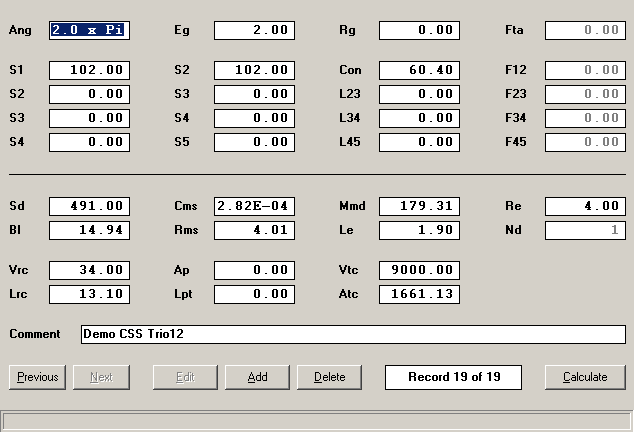 Ang 2.0 x Pi Eg 2.00 Rg 0.00 Fta 0.00
S1 102.00 S2 102.00 Con 60.40 F12 0.00
S2 0.00 S3 0.00 L23 0.00 F23 0.00
S3 0.00 S4 0.00 L34 0.00 F34 0.00
S4 0.00 S5 0.00 L45 0.00 F45 0.00
Sd 491.00 Cms 2.82E-04 Mmd 179.31 Re 4.00
Bl 14.94 Rms 4.01 Le 1.90 Nd 1
Vrc 34.00 Ap 0.00 Vtc 9000.00
Lrc 13.10 Lpt 0.00 Atc 1661.13
Comment Demo CSS Trio12
Previous Next Edit Add Delete Record 19 of 19 Calculate